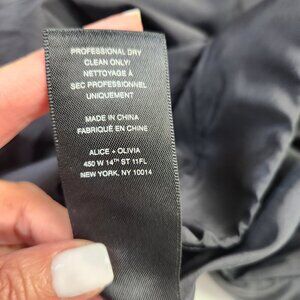 PROFESSIONAL DRY
CLEAN ONLY/
NETTOYAGE À
SEC PROFESSIONNEL
UNIQUEMENT
MADE IN CHINA
FABRIQUÉ EN CHINE
ALICE + OLIVIA
450 W 14TH ST 11FL
NEW YORK, NY 10014